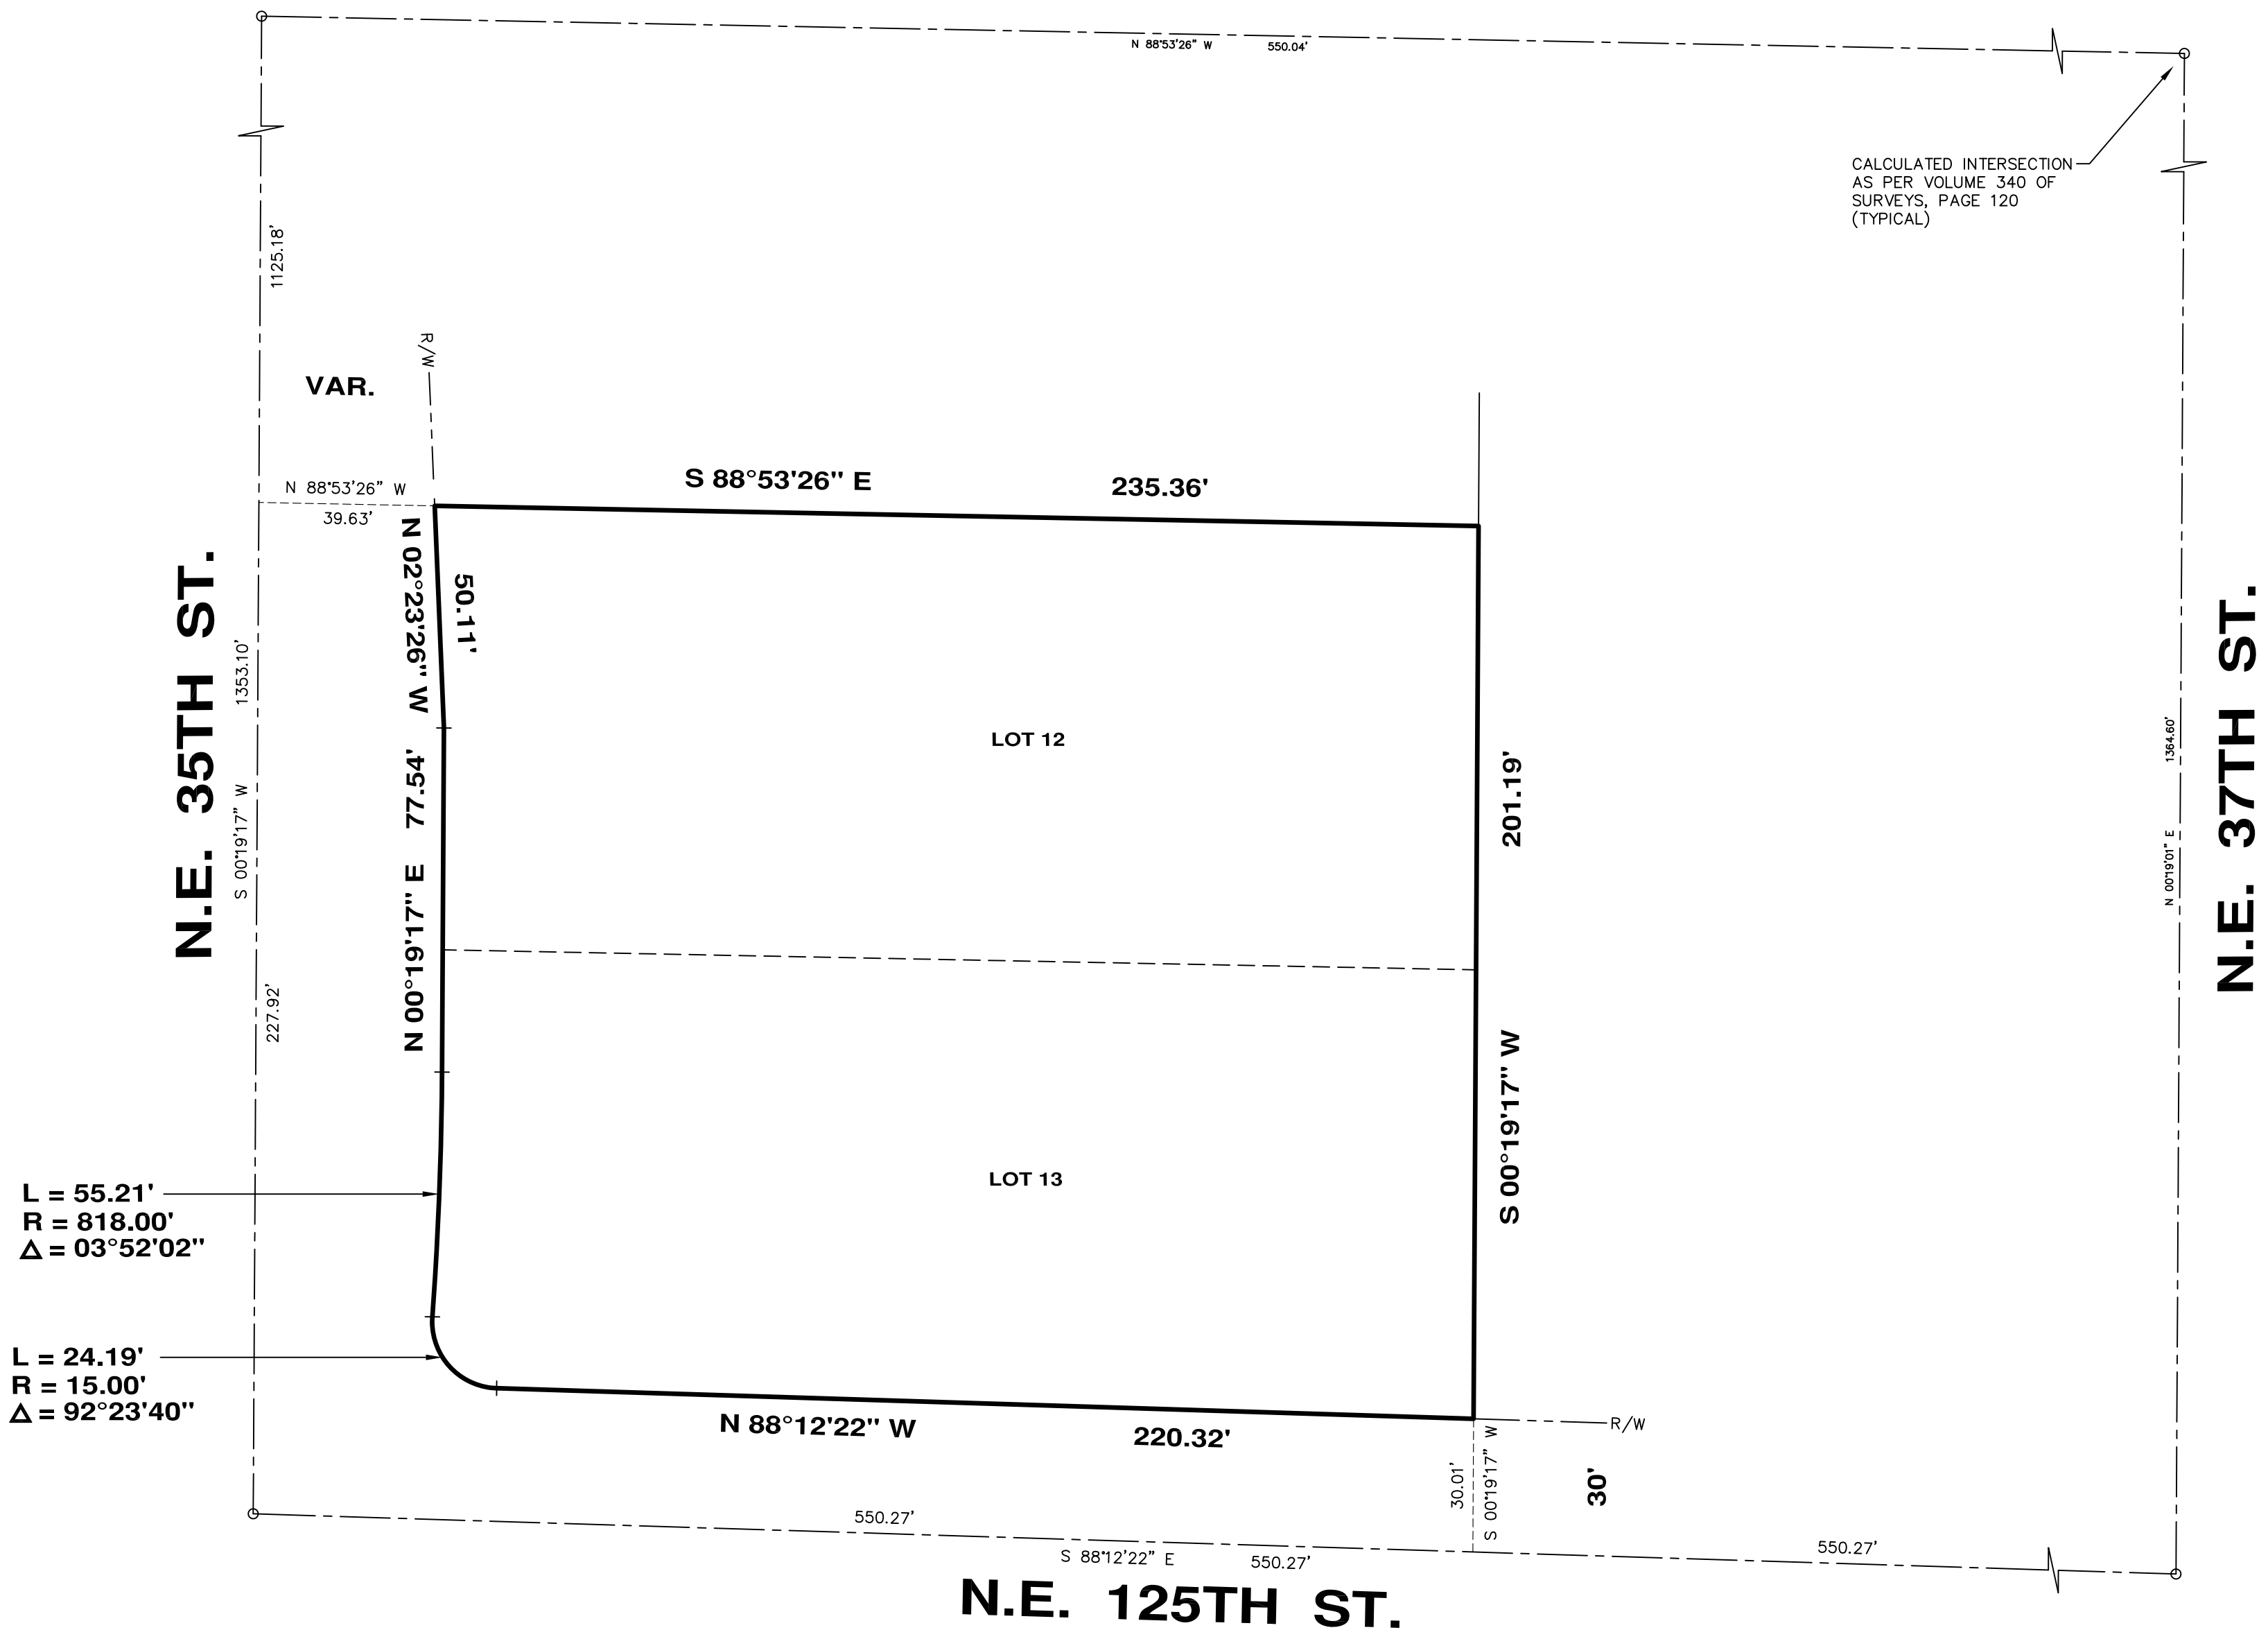 N 88°53'26" W 550.04'
CALCULATED INTERSECTION
AS PER VOLUME 340 OF
SURVEYS, PAGE 120
(TYPICAL)
1125.18'
R/W
VAR.
S 88°53'26" E 235.36'
N 88°53'26" W
39.63'
N 02°23'26" W
50.11'
N.E. 35TH ST.
S 00°19'17" W 1353.10'
227.92'
N 00°19'17" E 77.54'
LOT 12
201.19'
S 00°19'17" W
N 00°19'01" E 1364.60'
N.E. 37TH ST.
LOT 13
L = 55.21'
R = 818.00'
Δ = 03°52'02"
L = 24.19'
R = 15.00'
Δ = 92°23'40"
N 88°12'22" W 220.32'
R/W
30.01'
S 00°19'17" W
30'
550.27'
S 88°12'22" E 550.27'
550.27'
N.E. 125TH ST.